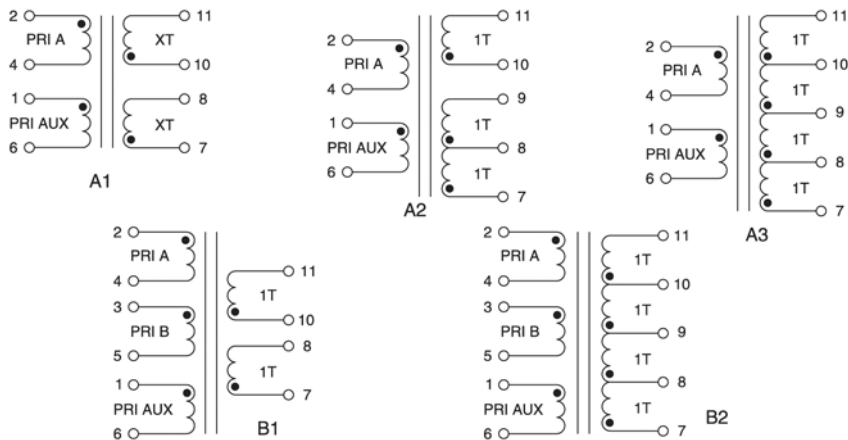 2 PRI A 4 XT 11 10
1 PRI AUX 6 XT 8 7
A1
2 PRI A 4 1T 11 10
1 PRI AUX 6 1T 9 8 1T 7
A2
2 PRI A 4 1T 11 10 1T 9
1 PRI AUX 6 1T 8 1T 7
A3
2 PRI A 4
3 PRI B 5
1 PRI AUX 6
1T 11 10
1T 8 7
B1
2 PRI A 4
3 PRI B 5
1 PRI AUX 6
11 1T 10
1T 9
1T 8
1T 7
B2